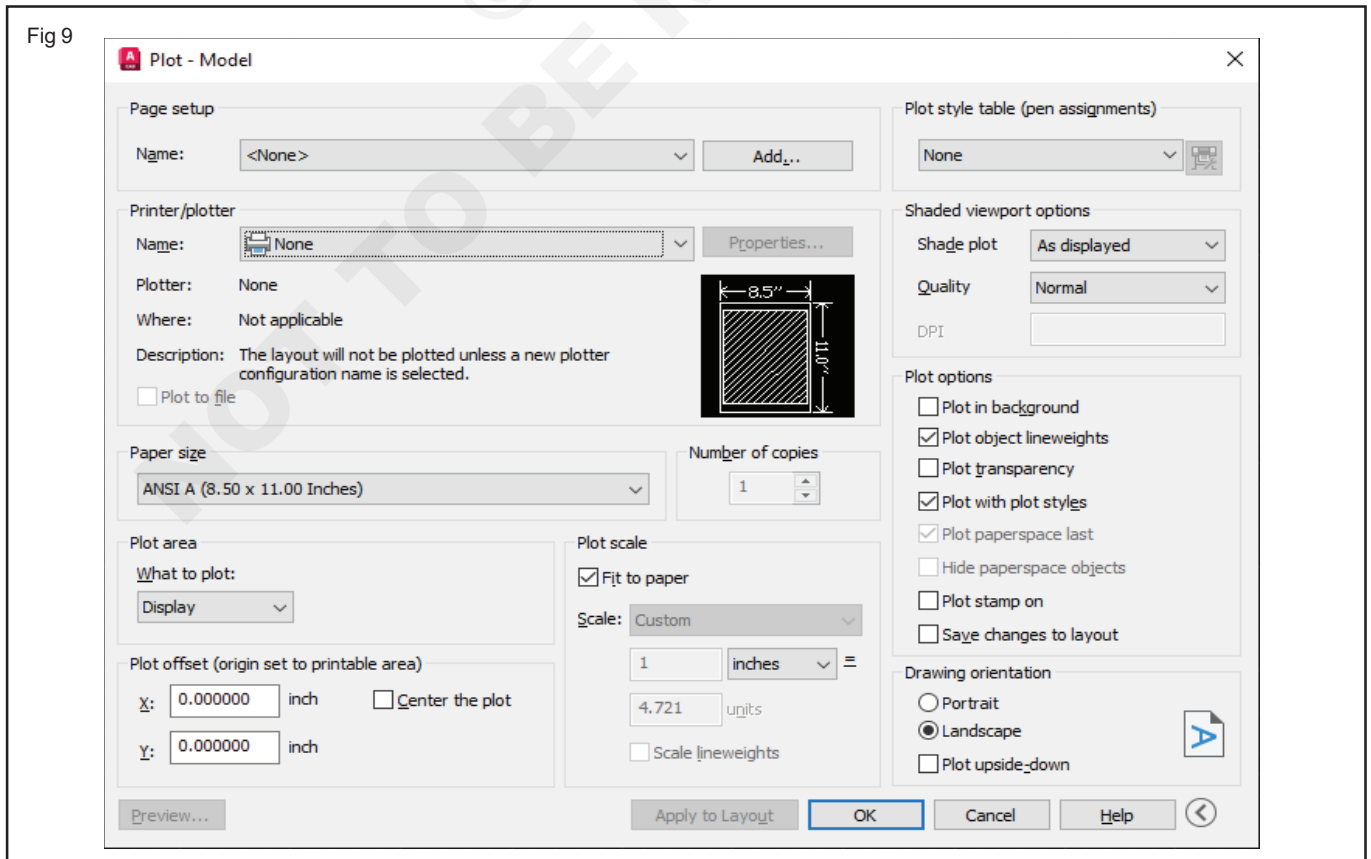 Fig 9
Plot - Model
Page setup
Name:
<None>
Add...
Printer/plotter
Name:
None
Properties...
Plotter:
None
Where:
Not applicable
Description:
The layout will not be plotted unless a new plotter
configuration name is selected.
Plot to file
8.5’’
11.0’’
Paper size
ANSI A (8.50 x 11.00 Inches)
Number of copies
1
Plot area
What to plot:
Display
Plot offset (origin set to printable area)
X:
0.000000
inch
Center the plot
Y:
0.000000
inch
Plot scale
Fit to paper
Scale:
Custom
1
inches
=
4.721
units
Scale lineweights
Plot style table (pen assignments)
None
Shaded viewport options
Shade plot
As displayed
Quality
Normal
DPI
Plot options
Plot in background
Plot object lineweights
Plot transparency
Plot with plot styles
Plot paperspace last
Hide paperspace objects
Plot stamp on
Save changes to layout
Drawing orientation
Portrait
Landscape
Plot upside-down
A
Preview...
Apply to Layout
OK
Cancel
Help
NOT TO BE